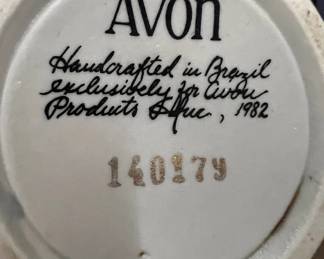 Avon
Handcrafted in Brazil
exclusively for Avon
Products Inc., 1982
140179